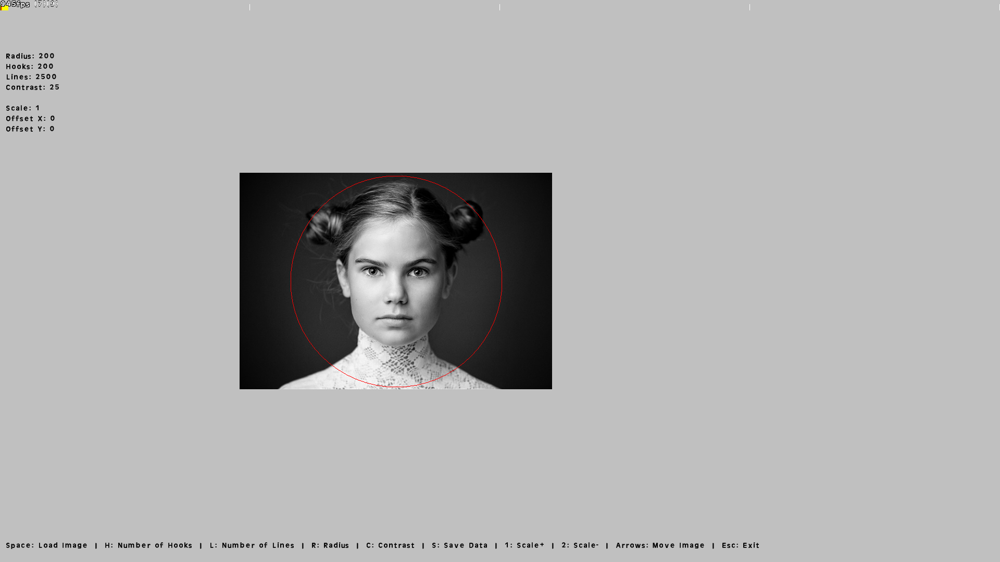 945fps (7)(9)
Radius: 200
Hooks: 200
Lines: 2500
Contrast: 25
Scale: 1
Offset X: 0
Offset Y: 0
Space: Load Image | H: Number of Hooks | L: Number of Lines | R: Radius | C: Contrast | S: Save Data | 1: Scale+ | 2: Scale- | Arrows: Move Image | Esc: Exit